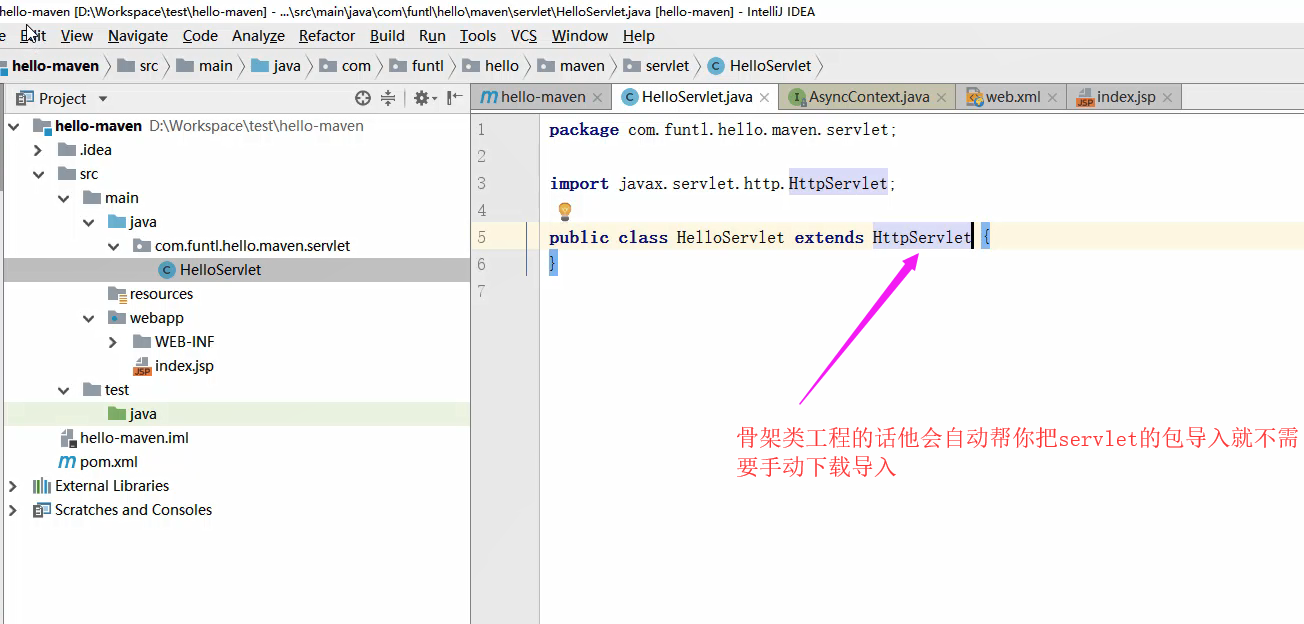 hello-maven [D:\Workspace\test\hello-maven] - ...\src\main\java\com\funtl\hello\maven\servlet\HelloServlet.java [hello-maven] - IntelliJ IDEA
e Edit View Navigate Code Analyze Refactor Build Run Tools VCS Window Help
hello-maven src main java com funtl hello maven servlet HelloServlet
Project
hello-maven HelloServlet.java AsyncContext.java web.xml index.jsp
hello-maven D:\Workspace\test\hello-maven
.idea
src
main
java
com.funtl.hello.maven.servlet
HelloServlet
resources
webapp
WEB-INF
index.jsp
test
java
hello-maven.iml
pom.xml
External Libraries
Scratches and Consoles
1 package com.funtl.hello.maven.servlet;
2
3 import javax.servlet.http.HttpServlet;
4
5 public class HelloServlet extends HttpServlet {
6 }
7
骨架类工程的话他会自动帮你把servlet的包导入就不需
要手动下载导入